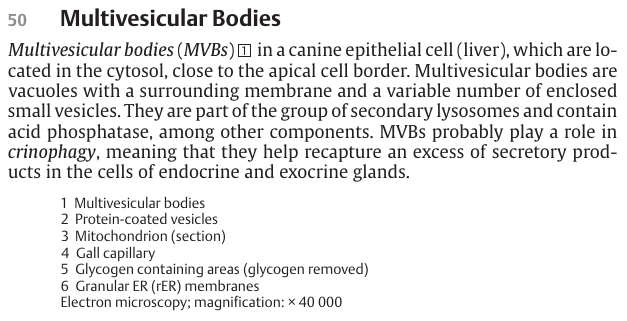 50 Multivesicular Bodies
Multivesicular bodies (MVBs) 1 in a canine epithelial cell (liver), which are lo-
cated in the cytosol, close to the apical cell border. Multivesicular bodies are
vacuoles with a surrounding membrane and a variable number of enclosed
small vesicles. They are part of the group of secondary lysosomes and contain
acid phosphatase, among other components. MVBs probably play a role in
crinophagy, meaning that they help recapture an excess of secretory prod-
ucts in the cells of endocrine and exocrine glands.
1 Multivesicular bodies
2 Protein-coated vesicles
3 Mitochondrion (section)
4 Gall capillary
5 Glycogen containing areas (glycogen removed)
6 Granular ER (rER) membranes
Electron microscopy; magnification: × 40 000